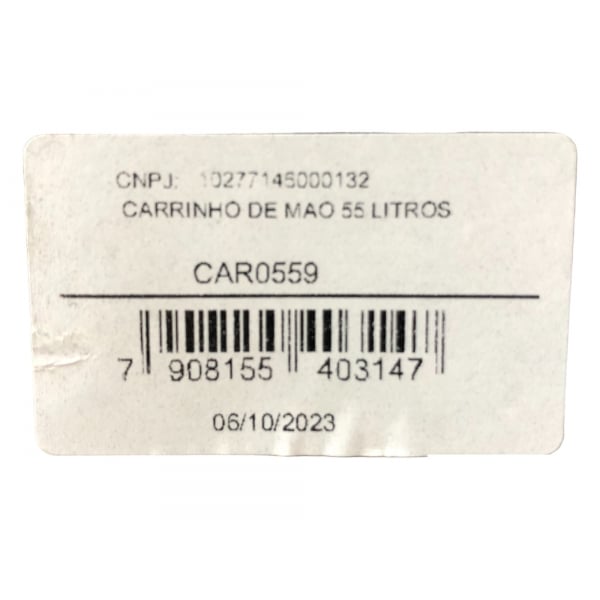 CNPJ: 10277146000132
CARRINHO DE MAO 55 LITROS
CAR0559
7 908155 403147
06/10/2023